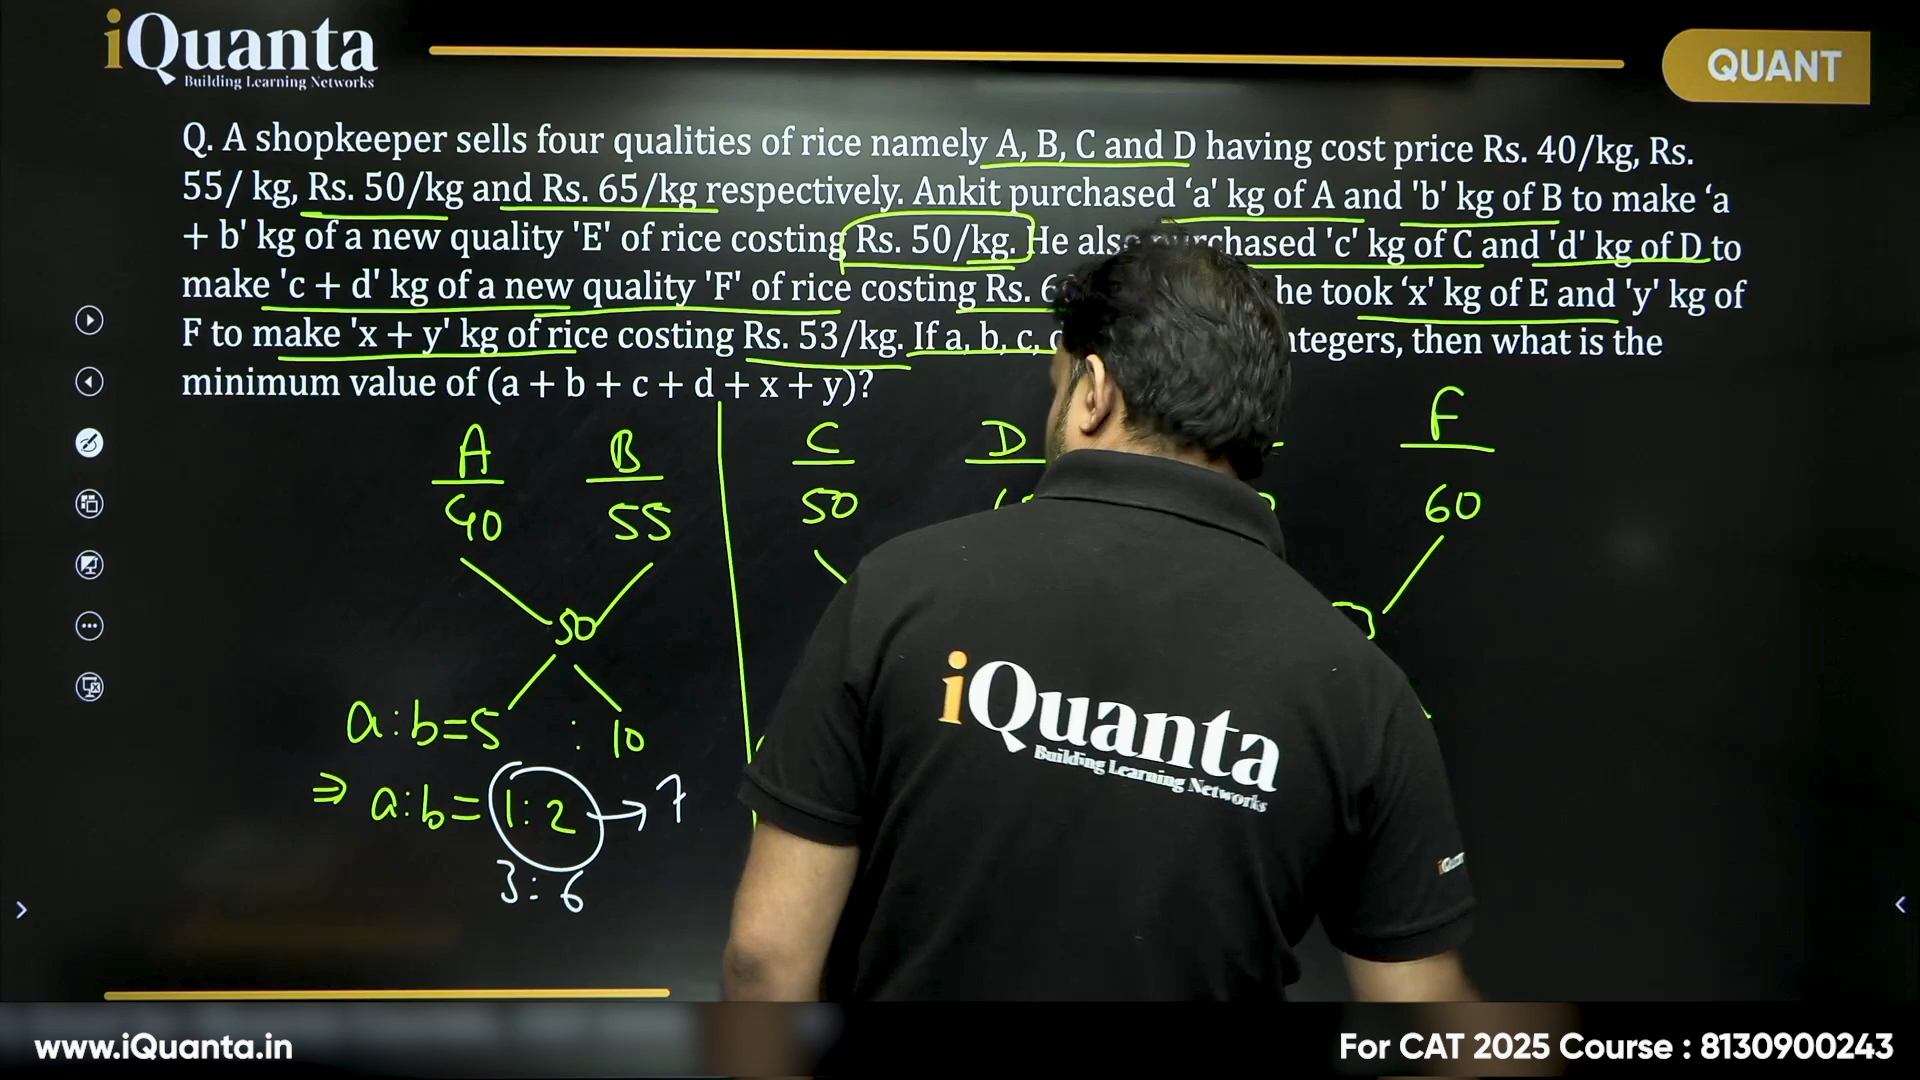 iQuanta
Building Learning Networks
QUANT
Q. A shopkeeper sells four qualities of rice namely A, B, C and D having cost price Rs. 40/kg, Rs.
55/ kg, Rs. 50/kg and Rs. 65/kg respectively. Ankit purchased ‘a' kg of A and 'b' kg of B to make ‘a
+ b' kg of a new quality 'E' of rice costing Rs. 50/kg. He also purchased 'c' kg of C and 'd' kg of D to
make 'c + d' kg of a new quality 'F' of rice costing Rs. 6 he took ‘x' kg of E and 'y' kg of
F to make 'x + y' kg of rice costing Rs. 53/kg. If a, b, c, ntegers, then what is the
minimum value of (a + b + c + d + x + y)?
A B C D F
40 55 50 60
50
a:b=5 : 10
⇒ a:b= 1:2 → 7
3:6
iQuanta
Building Learning Networks
www.iQuanta.in
For CAT 2025 Course : 8130900243